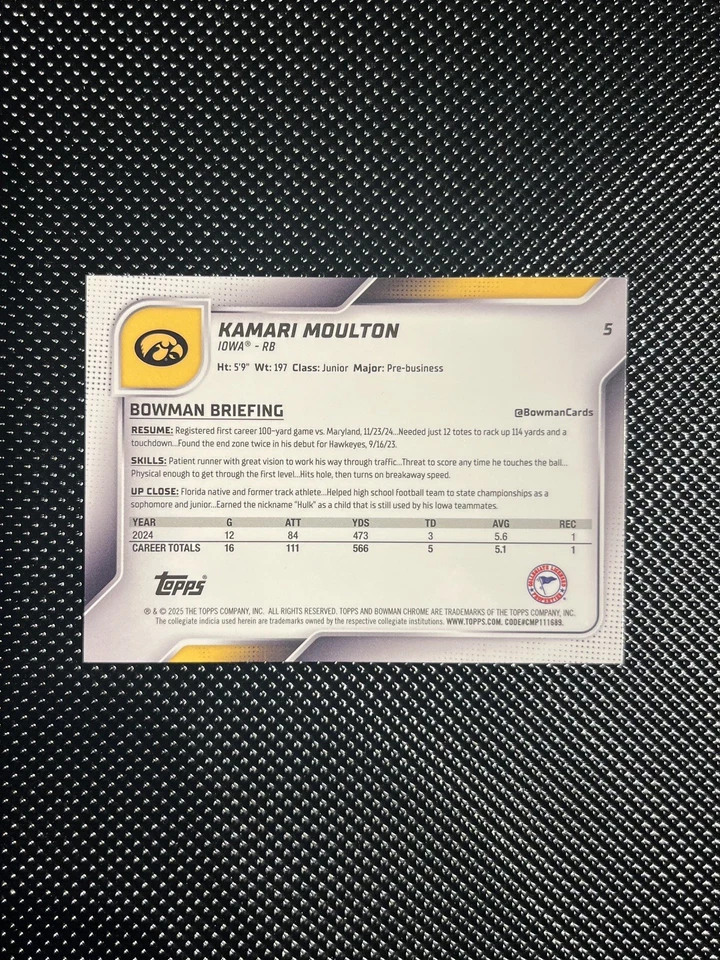 KAMARI MOULTON
5
IOWA® - RB
Ht: 5'9" Wt: 197 Class: Junior Major: Pre-business
BOWMAN BRIEFING
@BowmanCards
RESUME: Registered first career 100-yard game vs. Maryland, 11/23/24...Needed just 12 totes to rack up 114 yards and a
touchdown...Found the end zone twice in his debut for Hawkeyes, 9/16/23.
SKILLS: Patient runner with great vision to work his way through traffic...Threat to score any time he touches the ball...
Physical enough to get through the first level...Hits hole, then turns on breakaway speed.
UP CLOSE: Florida native and former track athlete...Helped high school football team to state championships as a
sophomore and junior...Earned the nickname "Hulk" as a child that is still used by his Iowa teammates.
YEAR G ATT YDS TD AVG REC
2024 12 84 473 3 5.6 1
CAREER TOTALS 16 111 566 5 5.1 1
Topps®
® & © 2025 THE TOPPS COMPANY, INC. ALL RIGHTS RESERVED. TOPPS AND BOWMAN CHROME ARE TRADEMARKS OF THE TOPPS COMPANY, INC.
The collegiate indicia used herein are trademarks owned by the respective collegiate institutions. WWW.TOPPS.COM. CODE#CMP111689.